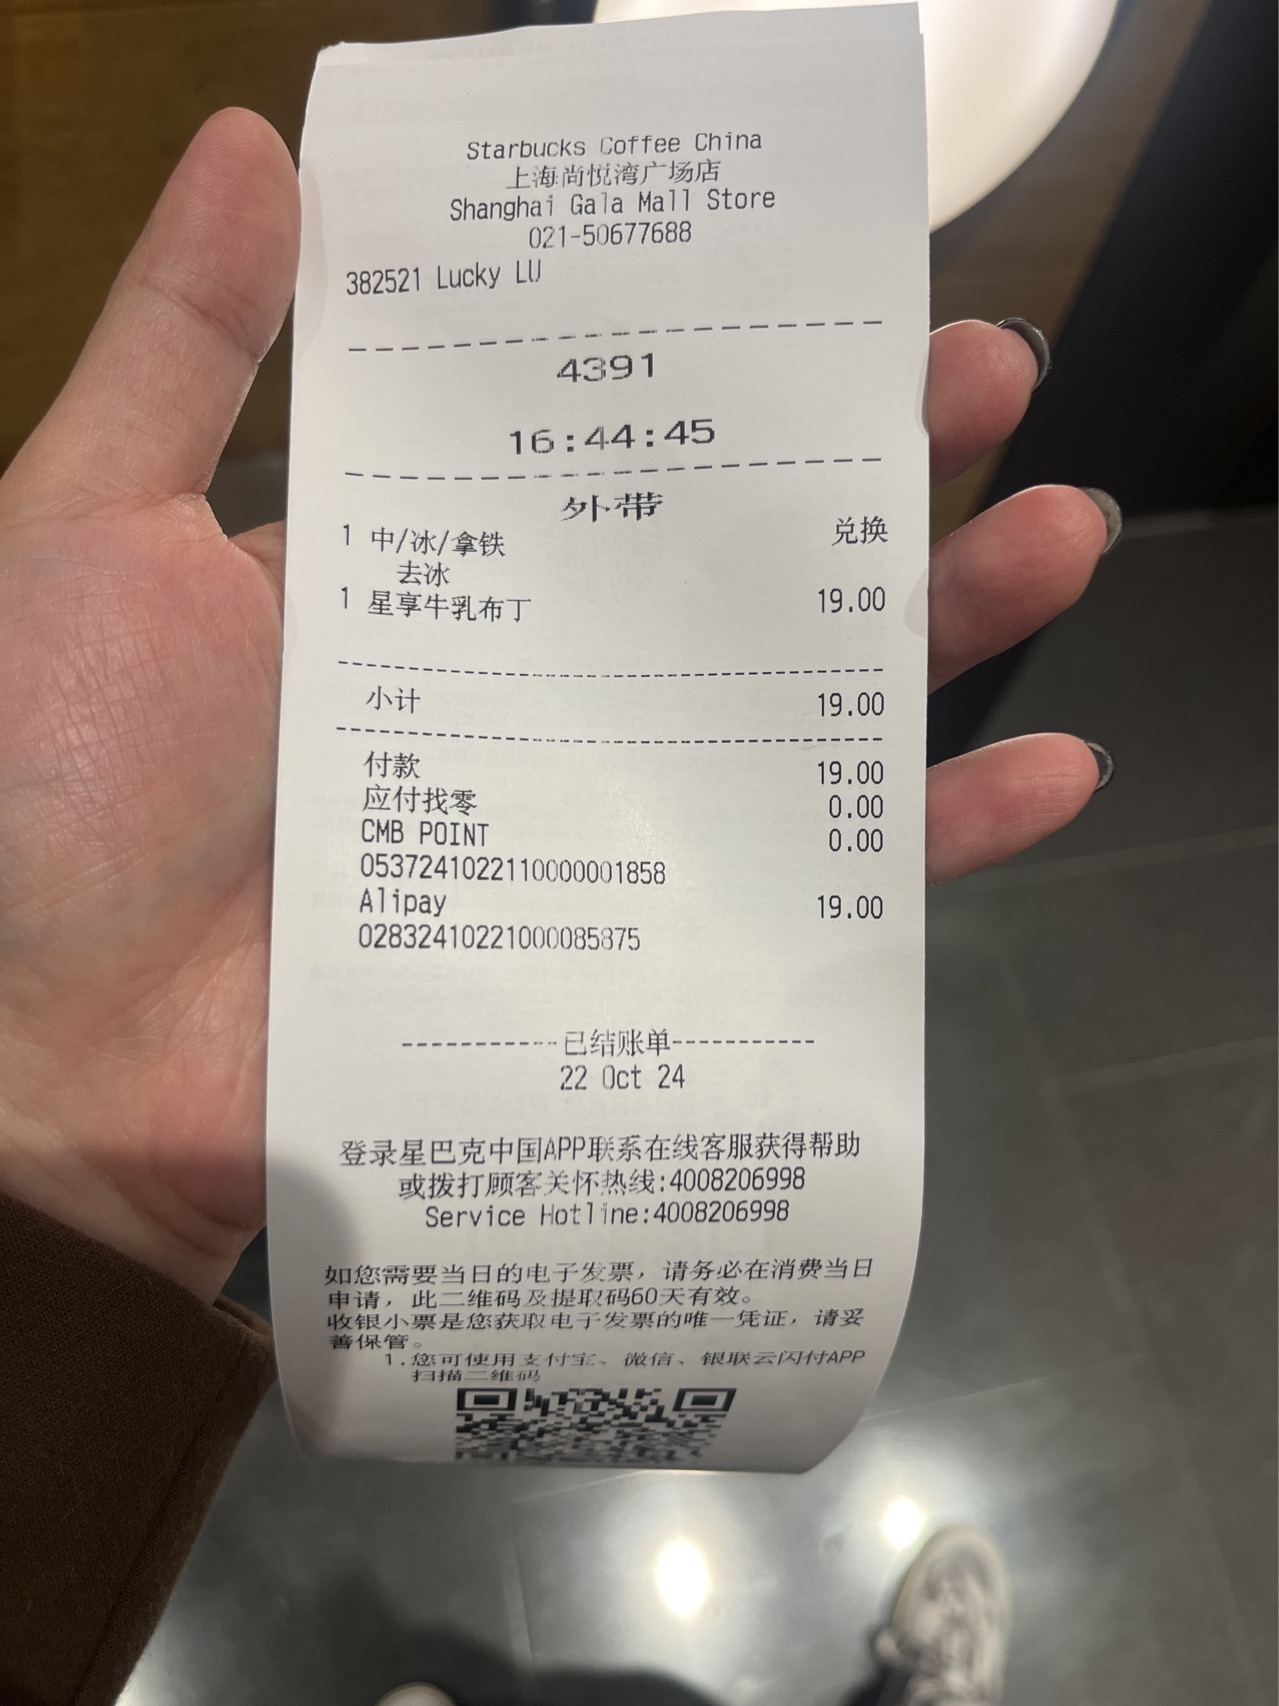 Starbucks Coffee China
上海尚悦湾广场店
Shanghai Gala Mall Store
021-50677688
382521 Lucky LU
4391
16:44:45
外带
1 中/冰/拿铁 兑换
去冰
1 星享牛乳布丁 19.00
小计 19.00
付款 19.00
应付找零 0.00
CMB POINT 0.00
0537241022110000001858
Alipay 19.00
02832410221000085875
-----------已结账单-----------
22 Oct 24
登录星巴克中国APP联系在线客服获得帮助
或拨打顾客关怀热线:4008206998
Service Hotline:4008206998
如您需要当日的电子发票，请务必在消费当日
申请，此二维码及提取码60天有效。
收银小票是您获取电子发票的唯一凭证，请妥
善保管。
1.您可使用支付宝、微信、银联云闪付APP
扫描二维码